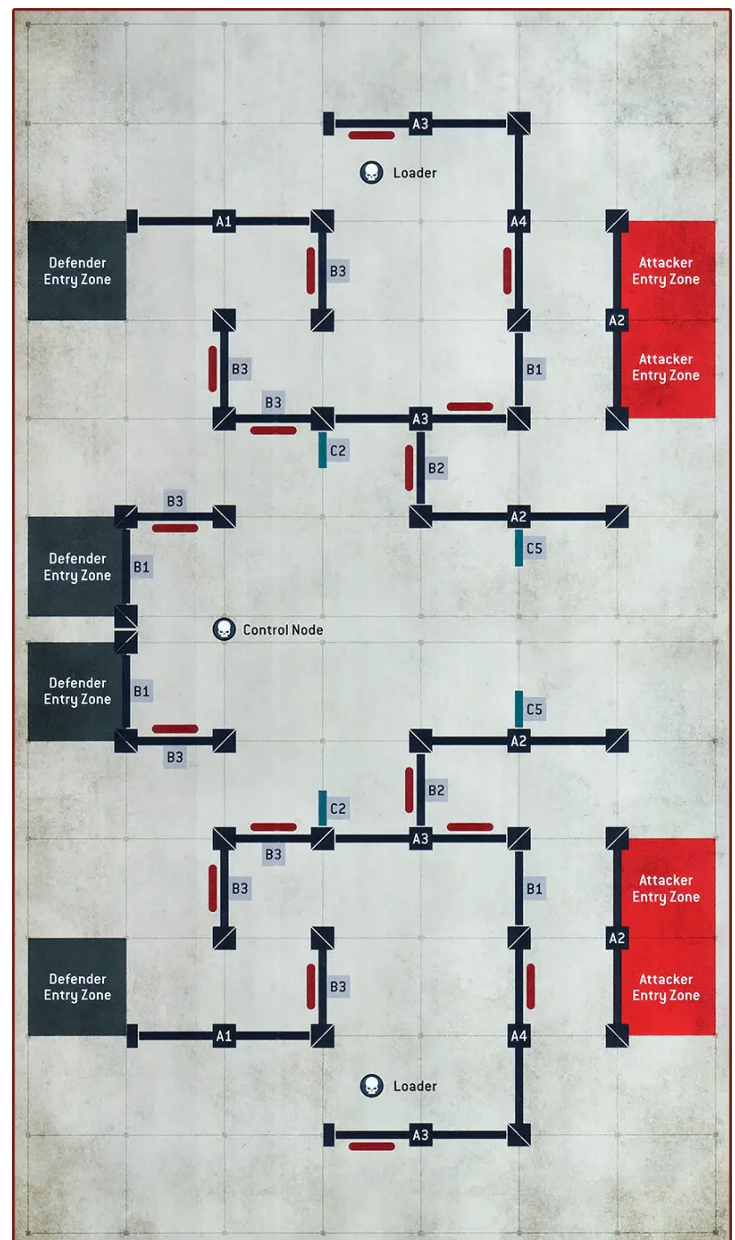 A3
Loader
A1
A4
Defender
Entry Zone
B3
Attacker
Entry Zone
A2
B3
B1
Attacker
Entry Zone
B3
A3
C2
B2
B3
A2
Defender
Entry Zone
B1
C5
Control Node
Defender
Entry Zone
B1
C5
B3
A2
C2
B2
B3
A3
B3
B1
Attacker
Entry Zone
A2
Defender
Entry Zone
B3
Attacker
Entry Zone
A1
A4
Loader
A3